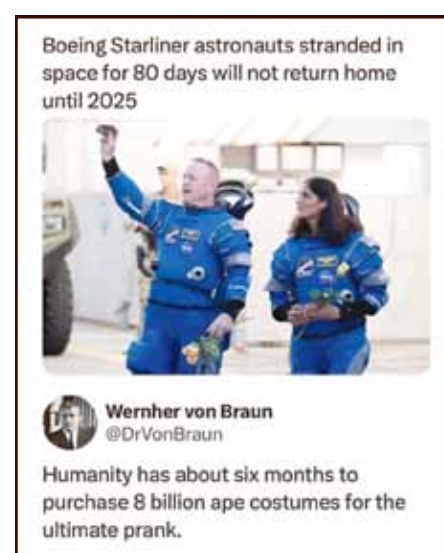 Boeing Starliner astronauts stranded in
space for 80 days will not return home
until 2025
Wernher von Braun
@DrVonBraun
Humanity has about six months to
purchase 8 billion ape costumes for the
ultimate prank.